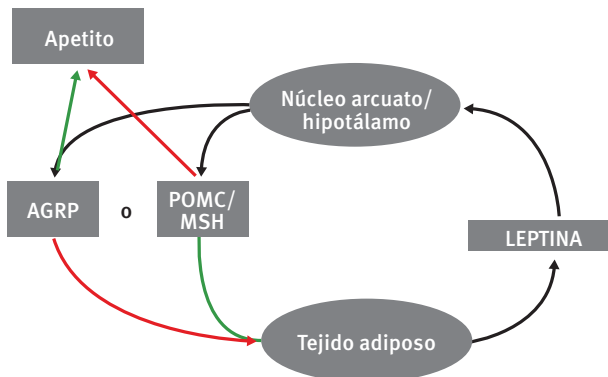 Apetito
Núcleo arcuato/
hipotálamo
AGRP
o
POMC/
MSH
LEPTINA
Tejido adiposo